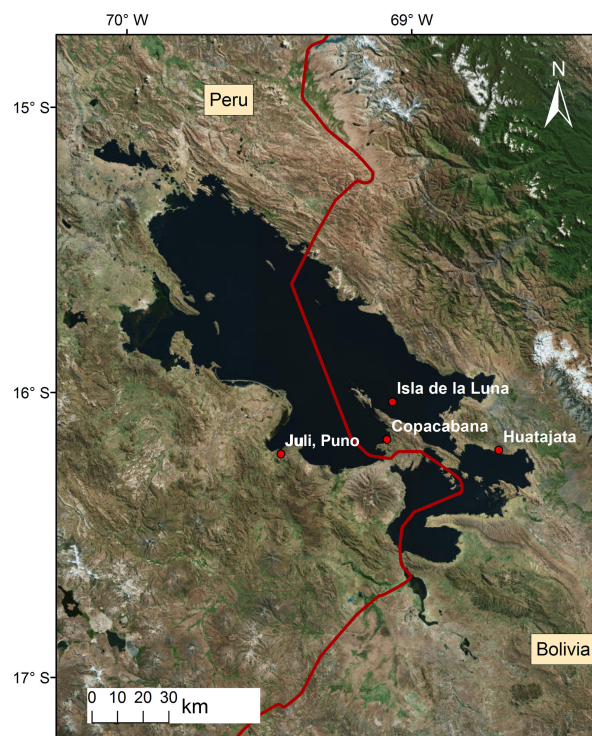 70° W
69° W
15° S
Peru
N
16° S
Isla de la Luna
Copacabana
Juli, Puno
Huatajata
Bolivia
17° S
0 10 20 30
km